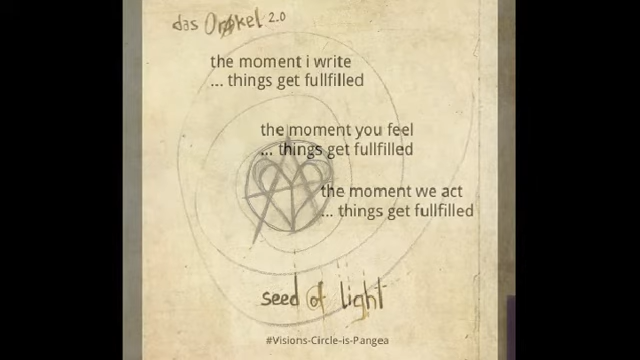 das Orakel 2.0
the moment i write
... things get fullfilled
the moment you feel
... things get fullfilled
the moment we act
... things get fullfilled
seed of light
#Visions-Circle-is-Pangea